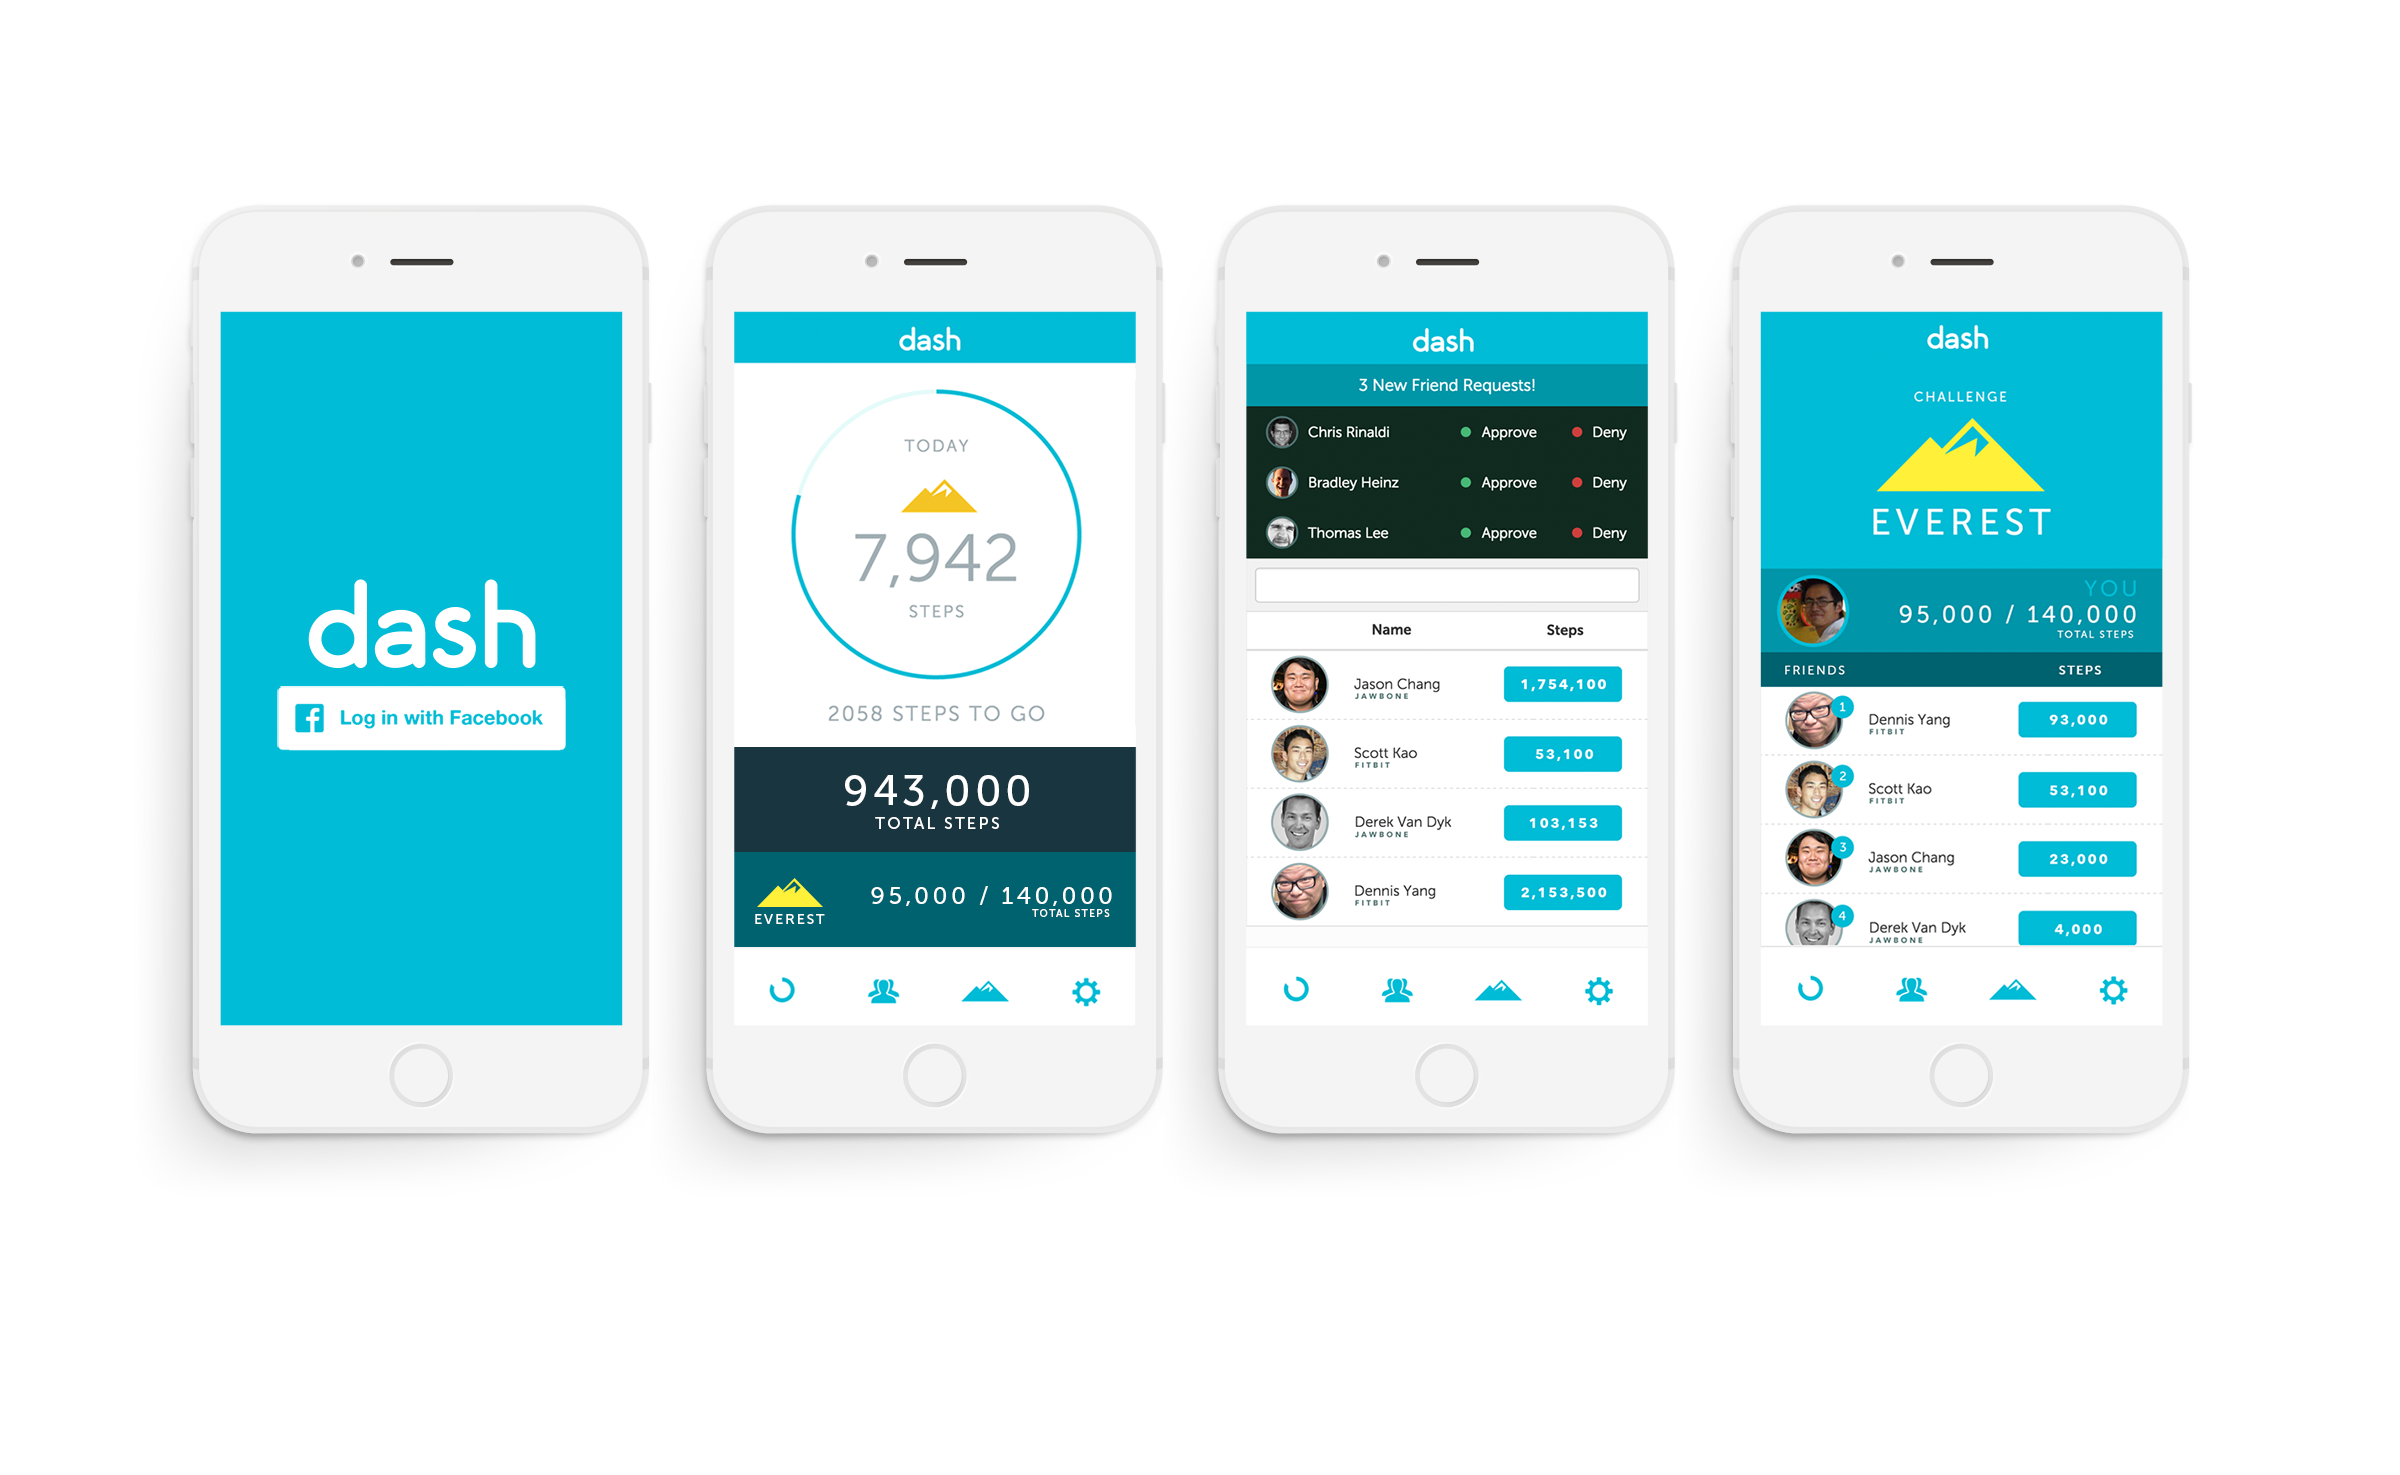 dash
Log in with Facebook
dash
TODAY
7,942
STEPS
2058 STEPS TO GO
943,000
TOTAL STEPS
EVEREST
95,000 / 140,000
TOTAL STEPS
dash
3 New Friend Requests!
Chris Rinaldi Approve Deny
Bradley Heinz Approve Deny
Thomas Lee Approve Deny
Name Steps
Jason Chang 1,754,100
JAWBONE
Scott Kao 53,100
FITBIT
Derek Van Dyk 103,153
JAWBONE
Dennis Yang 2,153,500
FITBIT
dash
CHALLENGE
EVEREST
YOU
95,000 / 140,000
TOTAL STEPS
FRIENDS STEPS
1 Dennis Yang 93,000
FITBIT
2 Scott Kao 53,100
FITBIT
3 Jason Chang 23,000
JAWBONE
4 Derek Van Dyk 4,000
JAWBONE